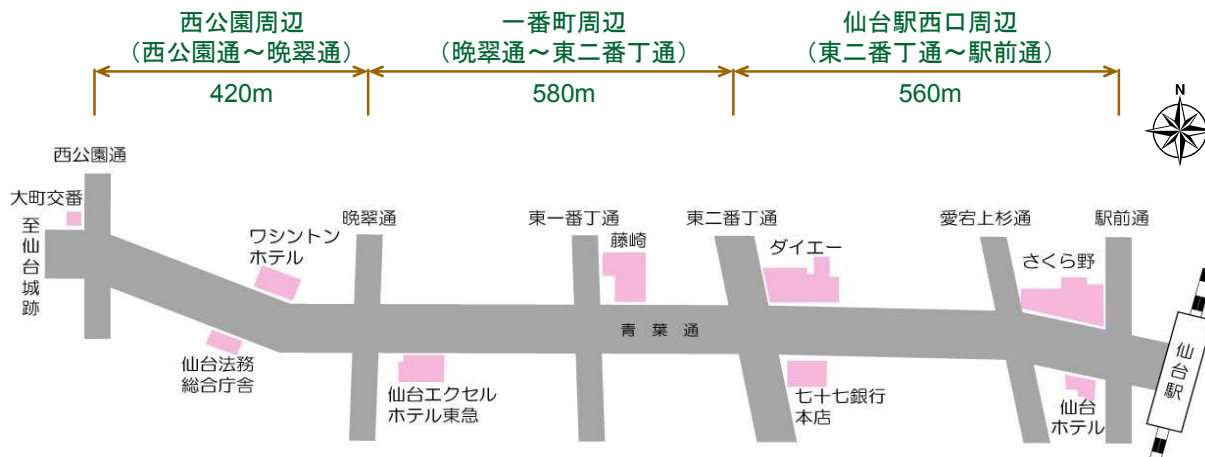 西公園周辺
（西公園通～晩翠通）
420m
一番町周辺
（晩翠通～東二番丁通）
580m
仙台駅西口周辺
（東二番丁通～駅前通）
560m
N
西公園通
大町交番
至仙台城跡
ワシントン
ホテル
仙台法務
総合庁舎
晩翠通
仙台エクセル
ホテル東急
東一番丁通
藤崎
青葉通
東二番丁通
ダイエー
七十七銀行
本店
愛宕上杉通
さくら野
駅前通
仙台
ホテル
仙台駅